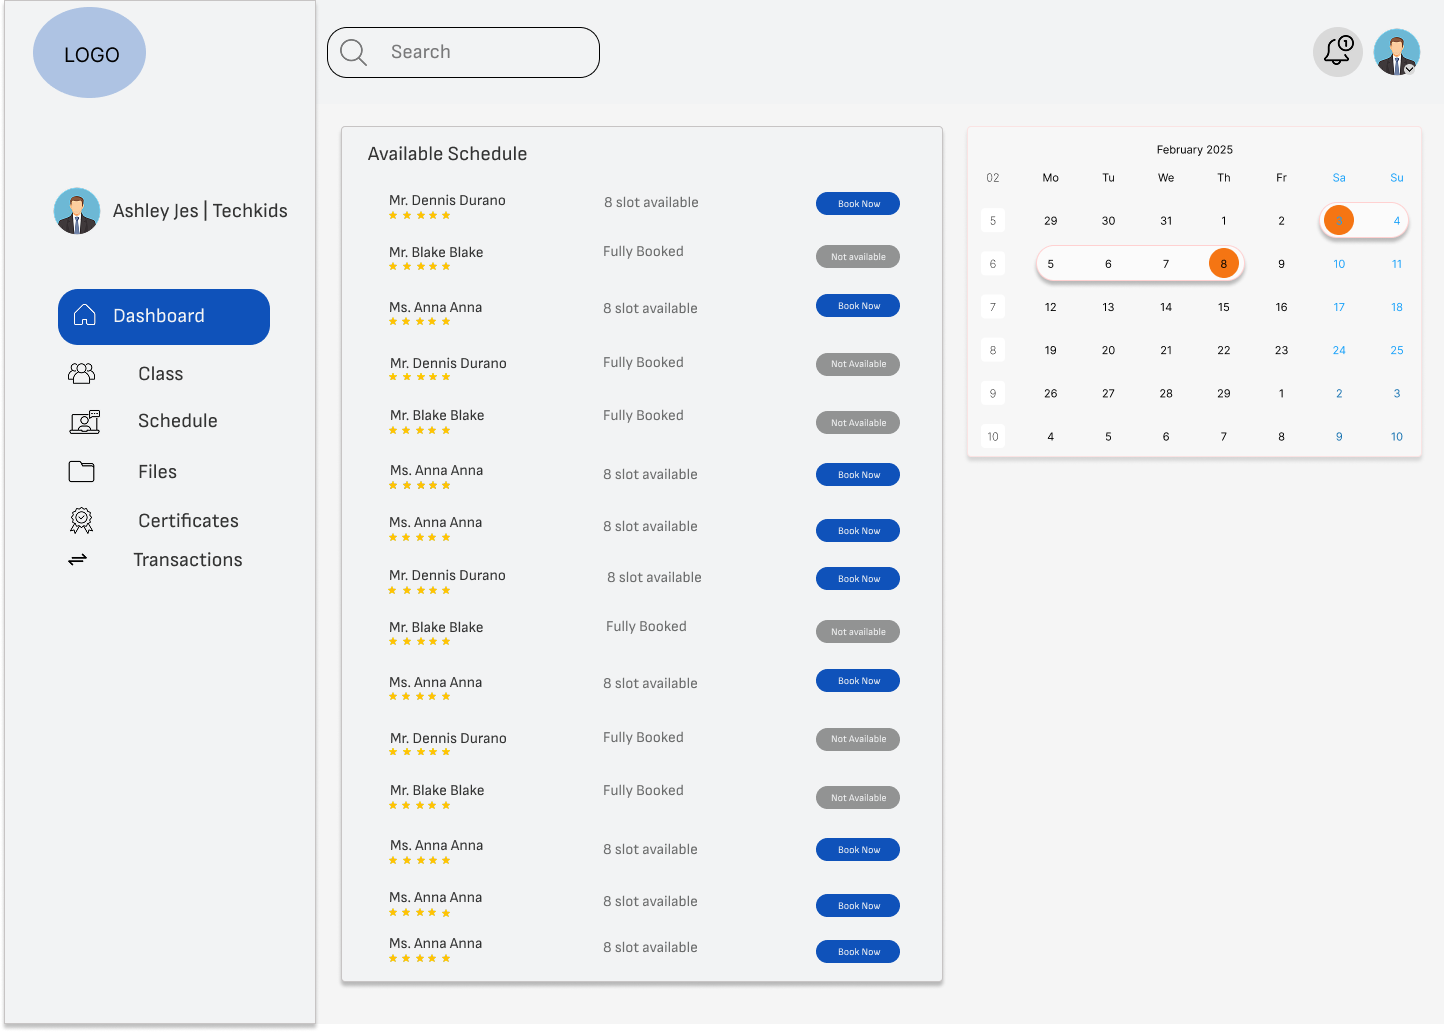 LOGO
Search
1
Ashley Jes | Techkids
Dashboard
Class
Schedule
Files
Certificates
Transactions
Available Schedule
Mr. Dennis Durano 8 slot available Book Now
Mr. Blake Blake Fully Booked Not available
Ms. Anna Anna 8 slot available Book Now
Mr. Dennis Durano Fully Booked Not Available
Mr. Blake Blake Fully Booked Not Available
Ms. Anna Anna 8 slot available Book Now
Ms. Anna Anna 8 slot available Book Now
Mr. Dennis Durano 8 slot available Book Now
Mr. Blake Blake Fully Booked Not available
Ms. Anna Anna 8 slot available Book Now
Mr. Dennis Durano Fully Booked Not Available
Mr. Blake Blake Fully Booked Not Available
Ms. Anna Anna 8 slot available Book Now
Ms. Anna Anna 8 slot available Book Now
Ms. Anna Anna 8 slot available Book Now
February 2025
02 Mo Tu We Th Fr Sa Su
5 29 30 31 1 2 3 4
6 5 6 7 8 9 10 11
7 12 13 14 15 16 17 18
8 19 20 21 22 23 24 25
9 26 27 28 29 1 2 3
10 4 5 6 7 8 9 10